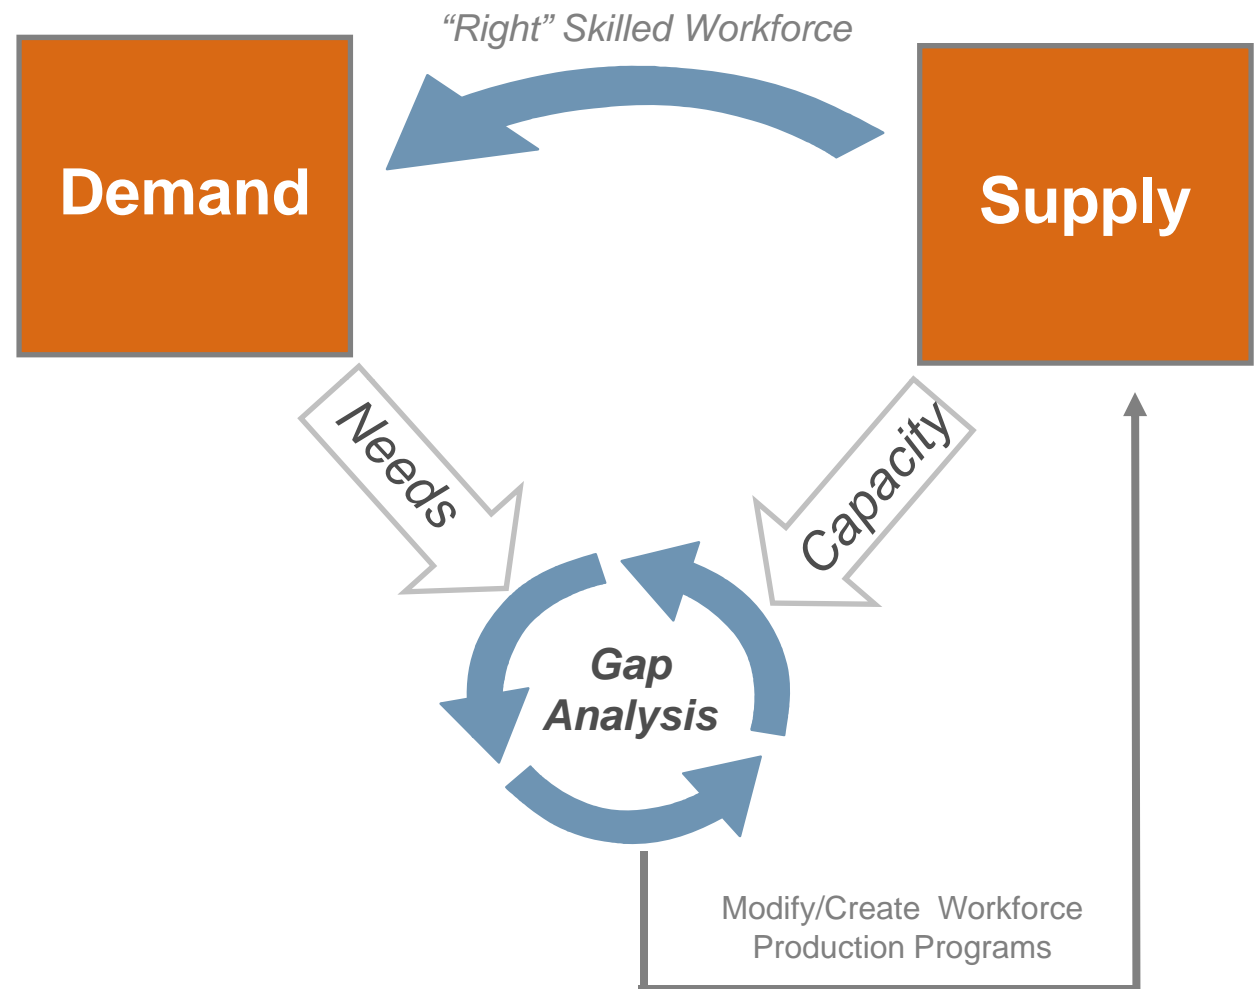 “Right” Skilled Workforce
Demand
Supply
Needs
Capacity
Gap
Analysis
Modify/Create Workforce
Production Programs